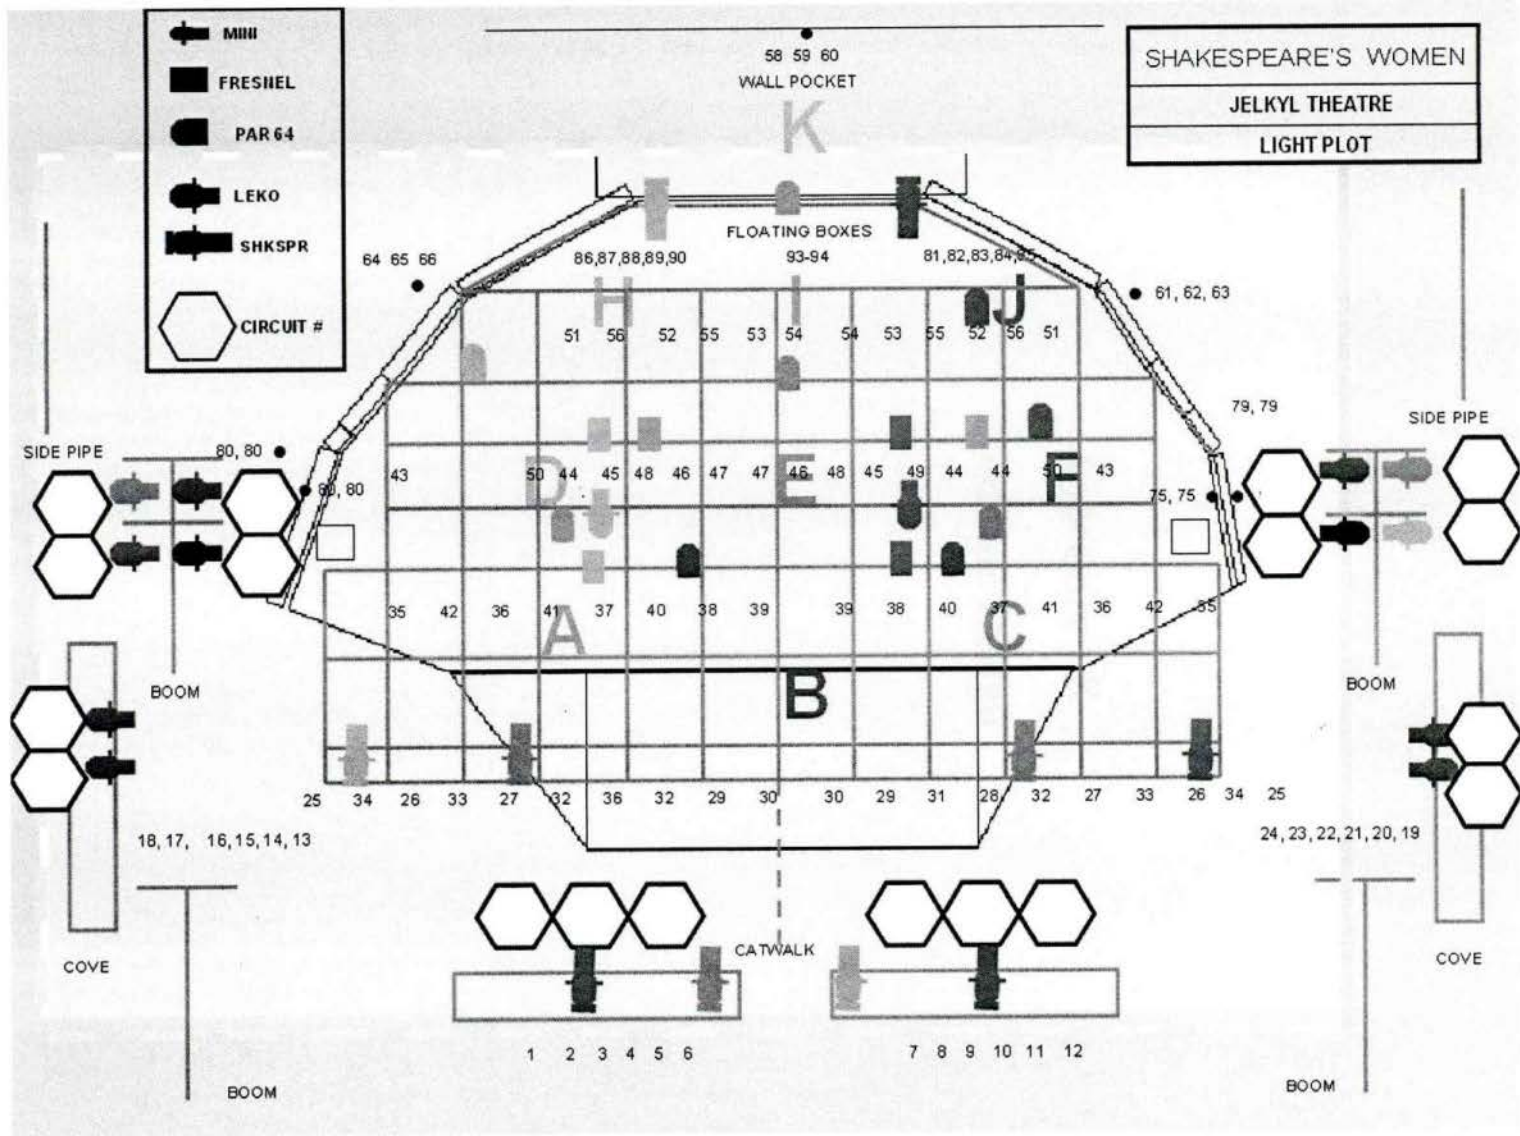 MINI
FRESNEL
PAR 64
LEKO
SHKSPR
CIRCUIT #
58 59 60
WALL POCKET
K
SHAKESPEARE'S WOMEN
JELKYL THEATRE
LIGHT PLOT
FLOATING BOXES
64 65 66
86,87,88,89,90
93-94
81,82,83,84,85
61, 62, 63
H
I
J
51 56 52 55 53 54 54 53 55 52 56 51
79, 79
SIDE PIPE
SIDE PIPE
80, 80
80, 80
43 50 44 45 48 46 47 47 46 48 45 49 44 44 50 43
75, 75
D
E
F
35 42 36 41 37 40 38 39 39 38 40 37 41 36 42 35
A
C
B
BOOM
BOOM
25 34 26 33 27 32 36 32 29 30 30 29 31 28 32 27 33 26 34 25
18, 17, 16, 15, 14, 13
24, 23, 22, 21, 20, 19
CATWALK
COVE
COVE
1 2 3 4 5 6
7 8 9 10 11 12
BOOM
BOOM